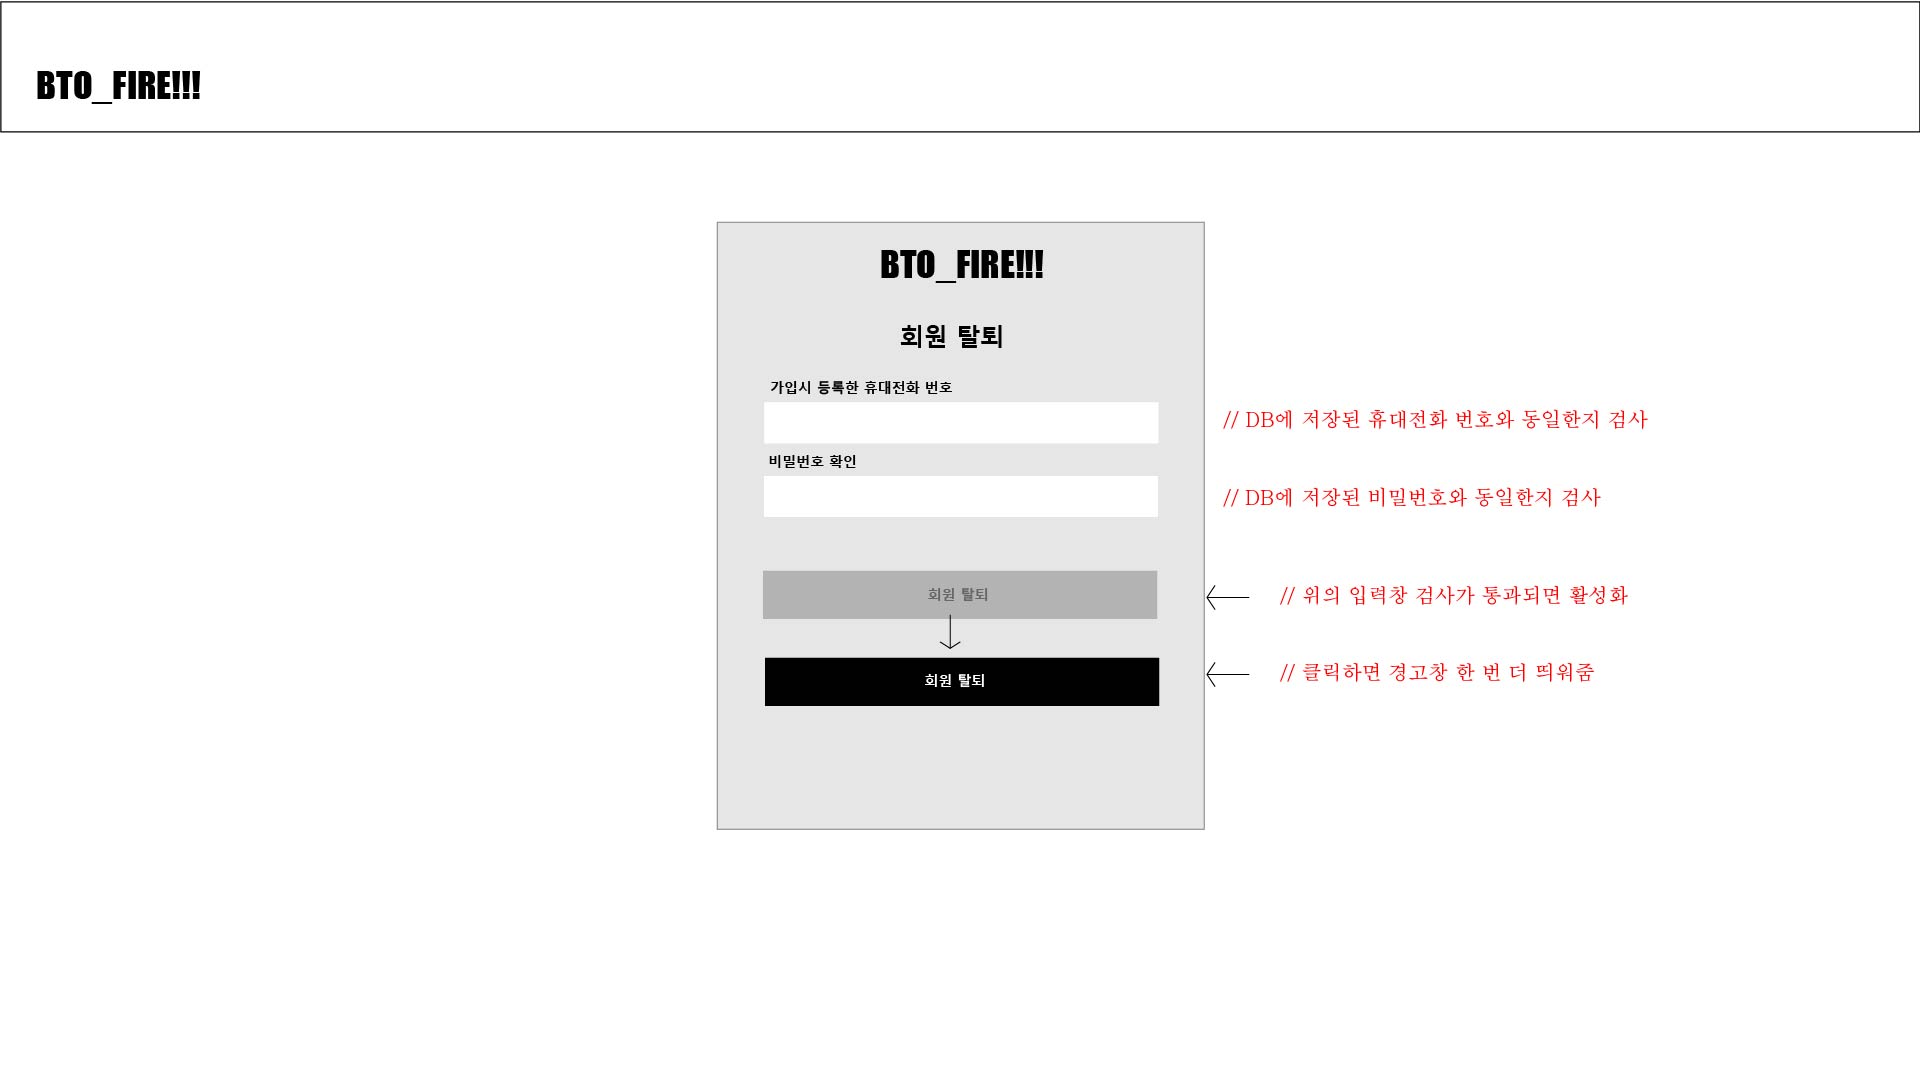 BTO_FIRE!!!
BTO_FIRE!!!
회원 탈퇴
가입시 등록한 휴대전화 번호
// DB에 저장된 휴대전화 번호와 동일한지 검사
비밀번호 확인
// DB에 저장된 비밀번호와 동일한지 검사
회원 탈퇴
// 위의 입력창 검사가 통과되면 활성화
회원 탈퇴
// 클릭하면 경고창 한 번 더 띄워줌